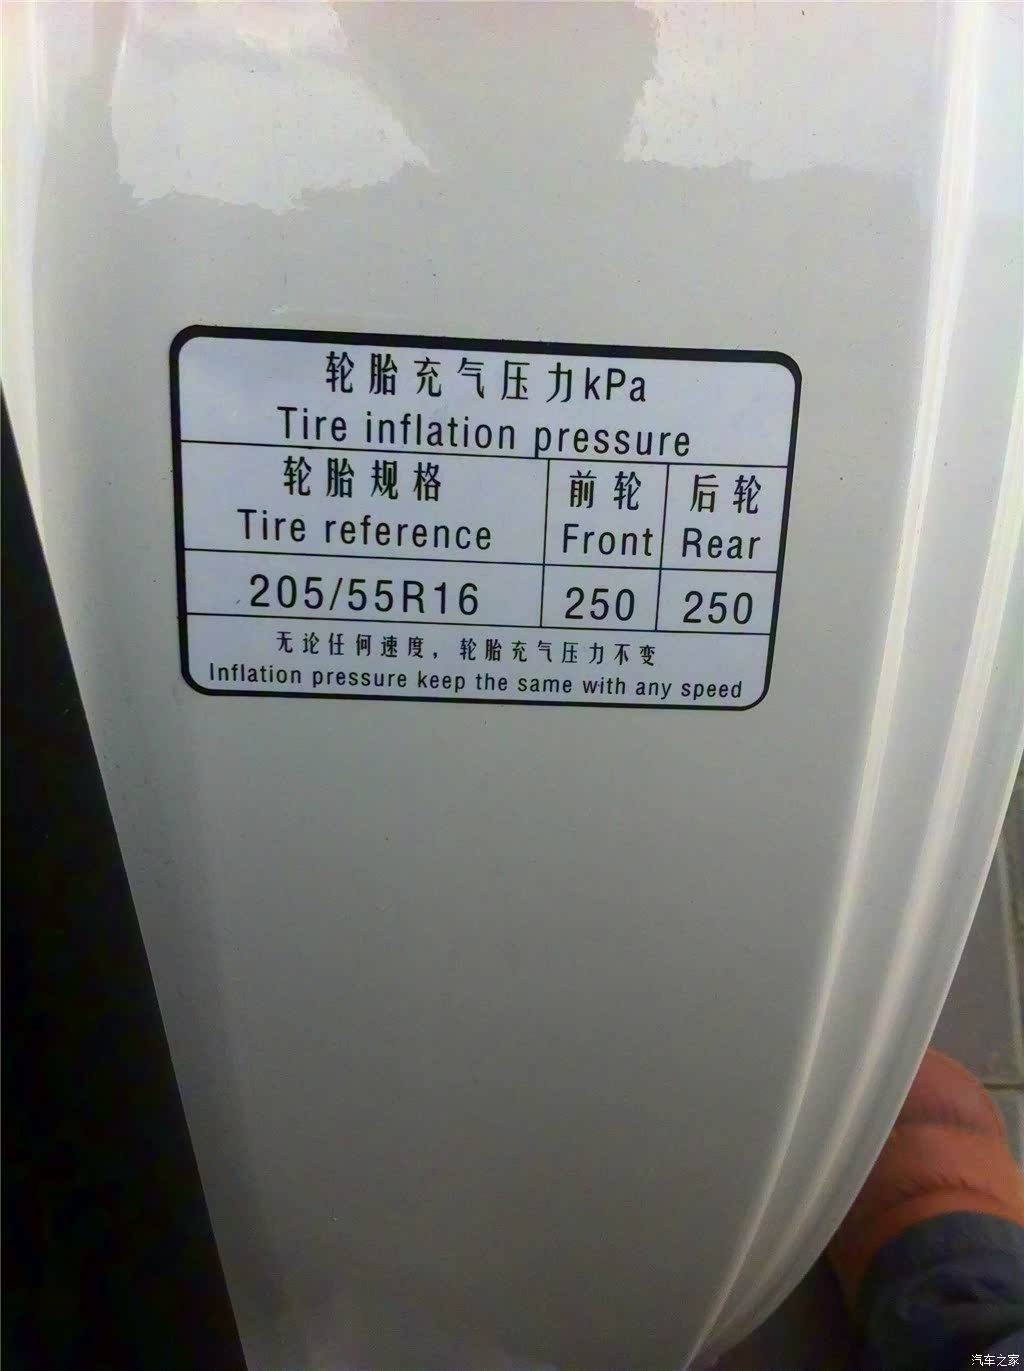 轮胎充气压力kPa
Tire inflation pressure
轮胎规格 前轮 后轮
Tire reference Front Rear
205/55R16 250 250
无论任何速度，轮胎充气压力不变
Inflation pressure keep the same with any speed
汽车之家